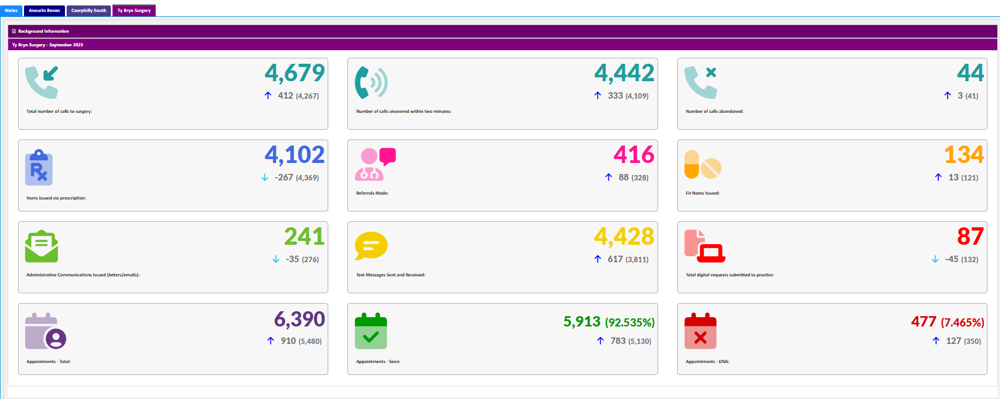 Wales
Aneurin Bevan
Caerphilly South
Ty Bryn Surgery
Background Information
Ty Bryn Surgery - September 2023
4,679
412 (4,267)
Total number of calls to surgery:
4,442
333 (4,109)
Number of calls answered within two minutes:
44
3 (41)
Number of calls abandoned:
4,102
-267 (4,369)
Items issued via prescription:
416
88 (328)
Referrals Made:
134
13 (121)
Fit Notes Issued:
241
-35 (276)
Administrative Communications Issued (letters/emails):
4,428
617 (3,811)
Text Messages Sent and Received:
87
-45 (132)
Total digital requests submitted to practice:
6,390
910 (5,480)
Appointments - Total:
5,913 (92.535%)
783 (5,130)
Appointments - Seen:
477 (7.465%)
127 (350)
Appointments - DNA: